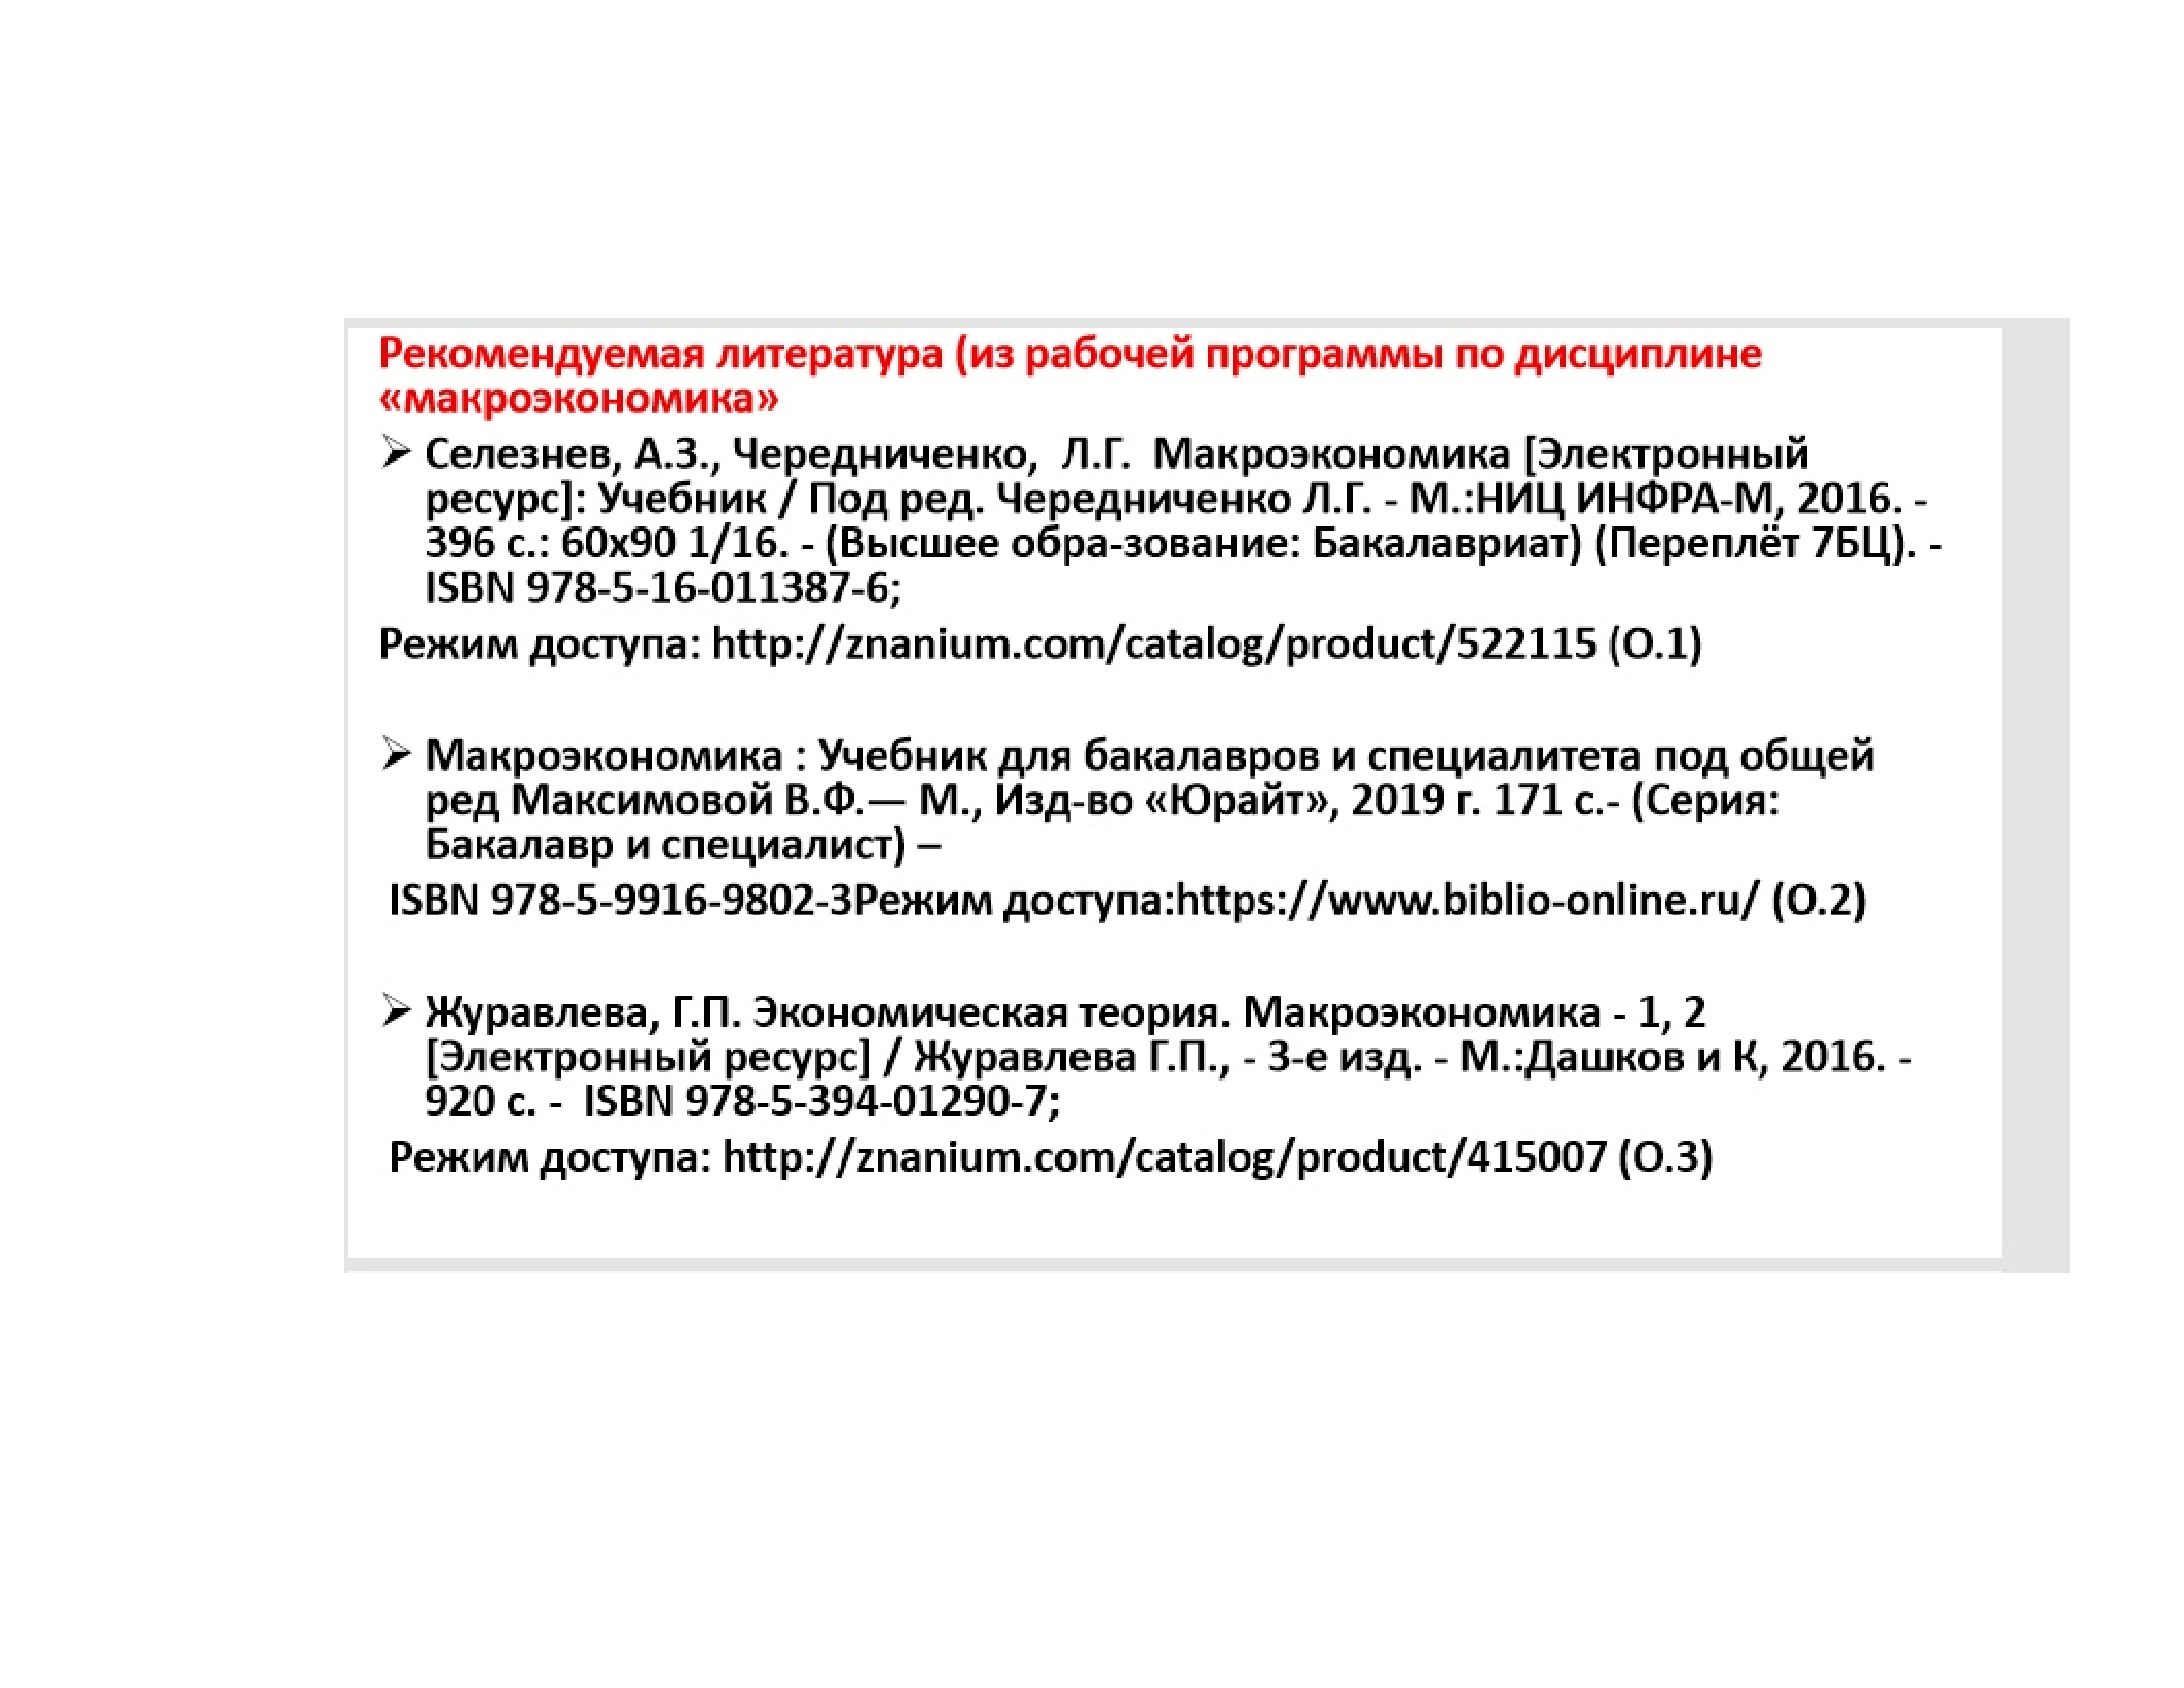 Рекомендуемая литература (из рабочей программы по дисциплине
«макроэкономика»
➢ Селезнев, А.З., Чередниченко,  Л.Г.  Макроэкономика [Электронный
ресурс]: Учебник / Под ред. Чередниченко Л.Г. - М.:НИЦ ИНФРА-М, 2016. -
396 с.: 60x90 1/16. - (Высшее обра-зование: Бакалавриат) (Переплёт 7БЦ). -
ISBN 978-5-16-011387-6;
Режим доступа: http://znanium.com/catalog/product/522115 (О.1)
➢ Макроэкономика : Учебник для бакалавров и специалитета под общей
ред Максимовой В.Ф.— М., Изд-во «Юрайт», 2019 г. 171 с.- (Серия:
Бакалавр и специалист) –
ISBN 978-5-9916-9802-3Режим доступа:https://www.biblio-online.ru/ (О.2)
➢ Журавлева, Г.П. Экономическая теория. Макроэкономика - 1, 2
[Электронный ресурс] / Журавлева Г.П., - 3-е изд. - М.:Дашков и К, 2016. -
920 с. -  ISBN 978-5-394-01290-7;
Режим доступа: http://znanium.com/catalog/product/415007 (О.3)